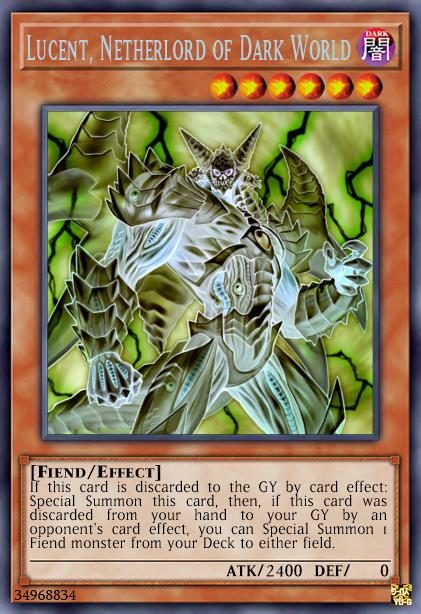 Lucent, Netherlord of Dark World
DARK
闇
[Fiend/Effect]
If this card is discarded to the GY by card effect:
Special Summon this card, then, if this card was
discarded from your hand to your GY by an
opponent's card effect, you can Special Summon 1
Fiend monster from your Deck to either field.
ATK/2400 DEF/ 0
34968834